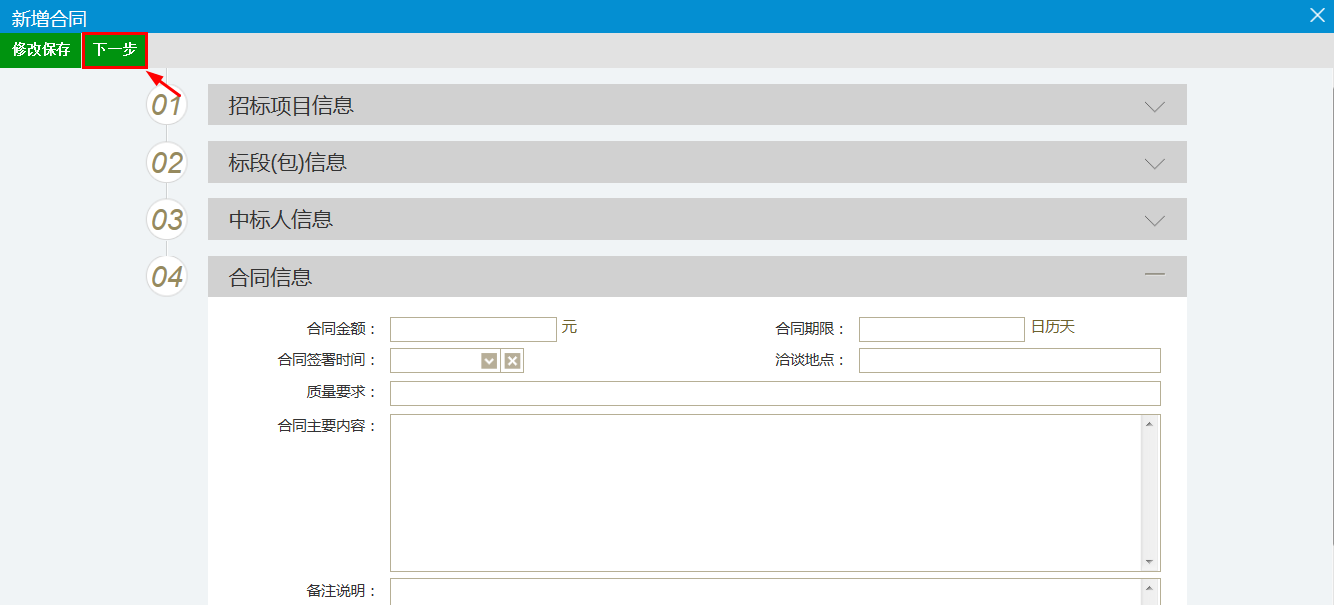 新增合同
修改保存 下一步
01 招标项目信息
02 标段(包)信息
03 中标人信息
04 合同信息
合同金额： 元 合同期限： 日历天
合同签署时间： 洽谈地点：
质量要求：
合同主要内容：
备注说明：